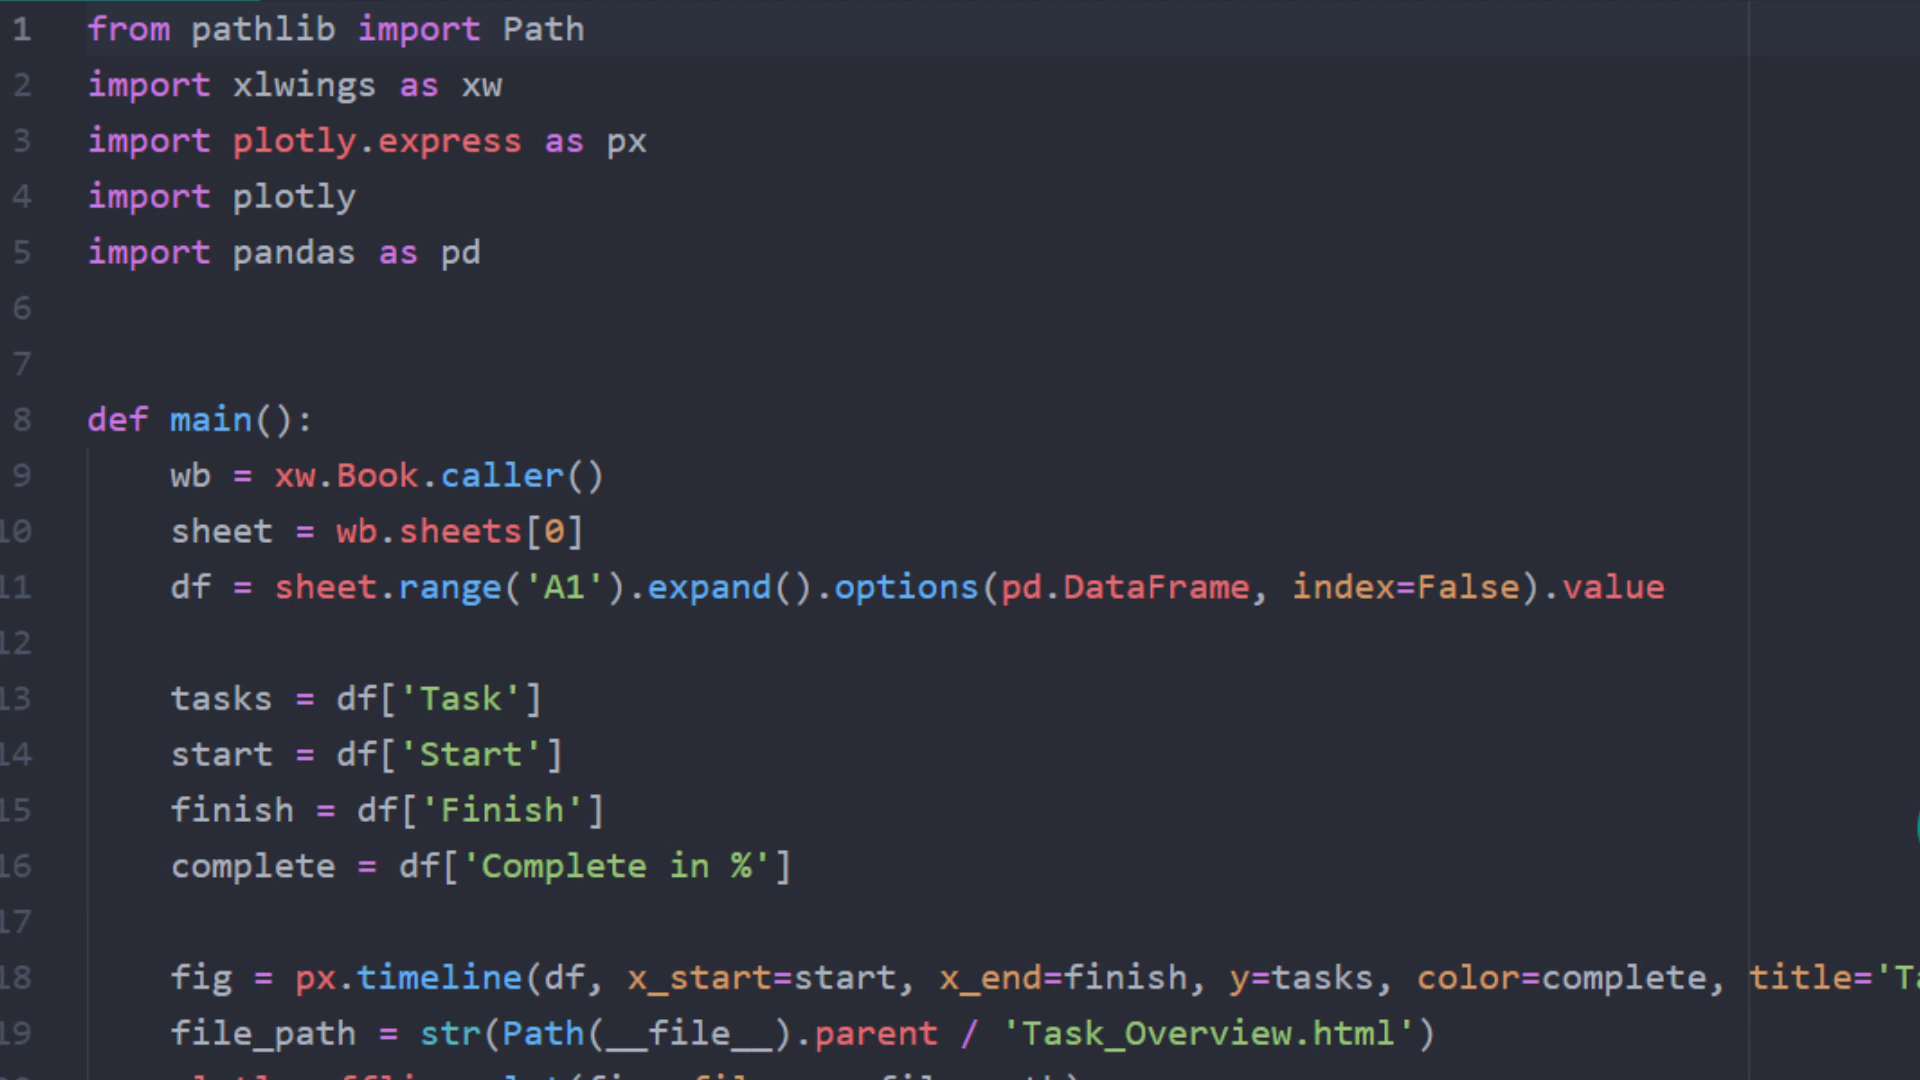 1 from pathlib import Path
2 import xlwings as xw
3 import plotly.express as px
4 import plotly
5 import pandas as pd
6
7
8 def main():
9 wb = xw.Book.caller()
10 sheet = wb.sheets[0]
11 df = sheet.range('A1').expand().options(pd.DataFrame, index=False).value
12
13 tasks = df['Task']
14 start = df['Start']
15 finish = df['Finish']
16 complete = df['Complete in %']
17
18 fig = px.timeline(df, x_start=start, x_end=finish, y=tasks, color=complete, title='Ta
19 file_path = str(Path(__file__).parent / 'Task_Overview.html')